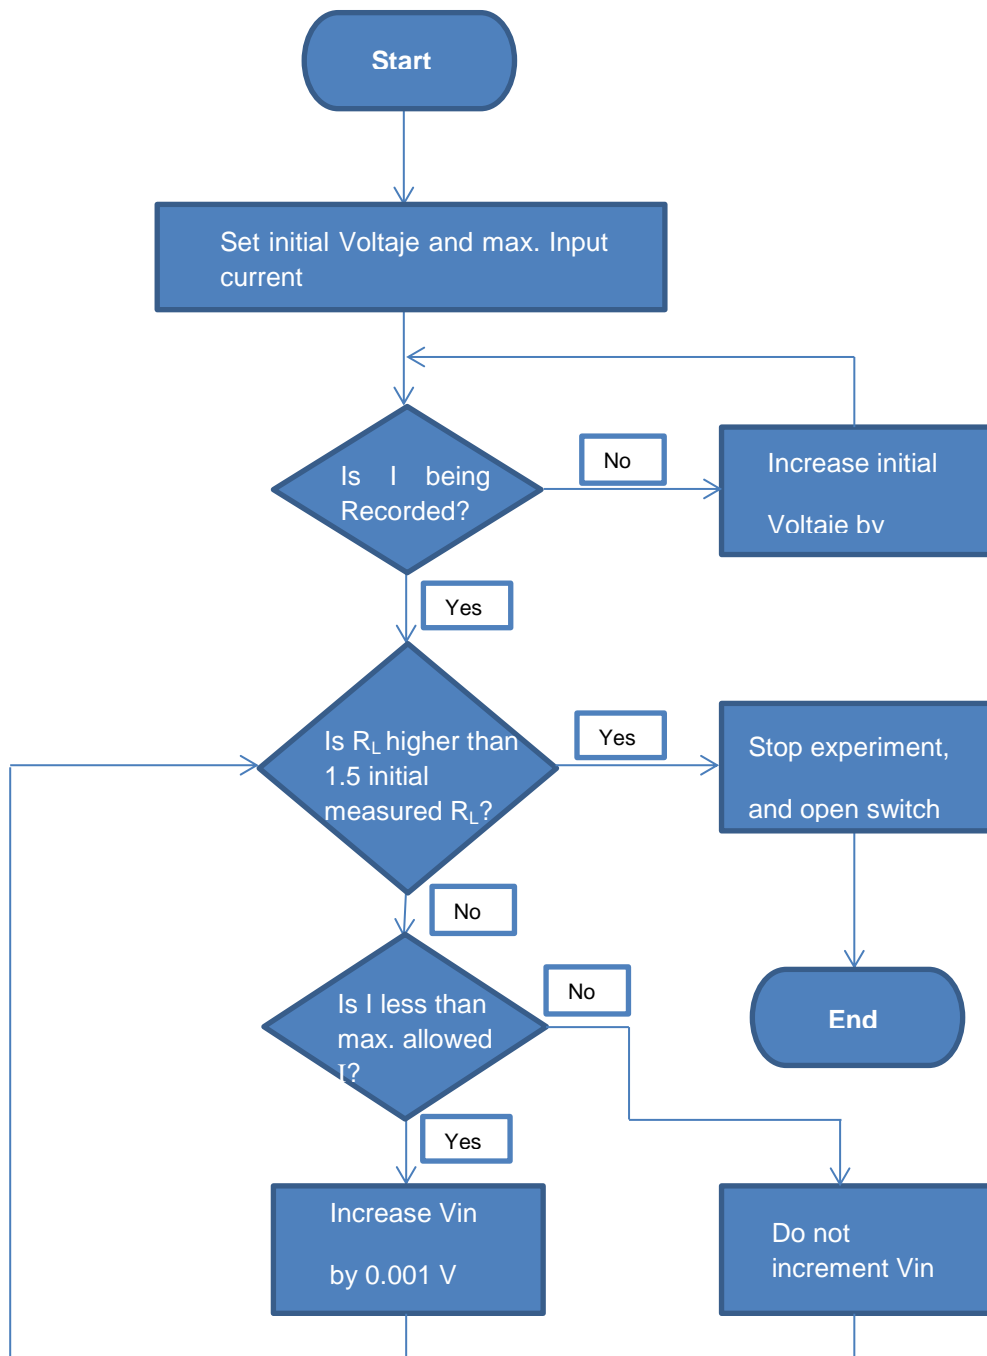 Start
Set initial Voltaje and max. Input
current
Is I being
Recorded?
No
Increase initial
Voltaje by
Yes
Is RL higher than
1.5 initial
measured RL?
Yes
Stop experiment,
and open switch
No
Is I less than
max. allowed
I?
No
End
Yes
Increase Vin
by 0.001 V
Do not
increment Vin